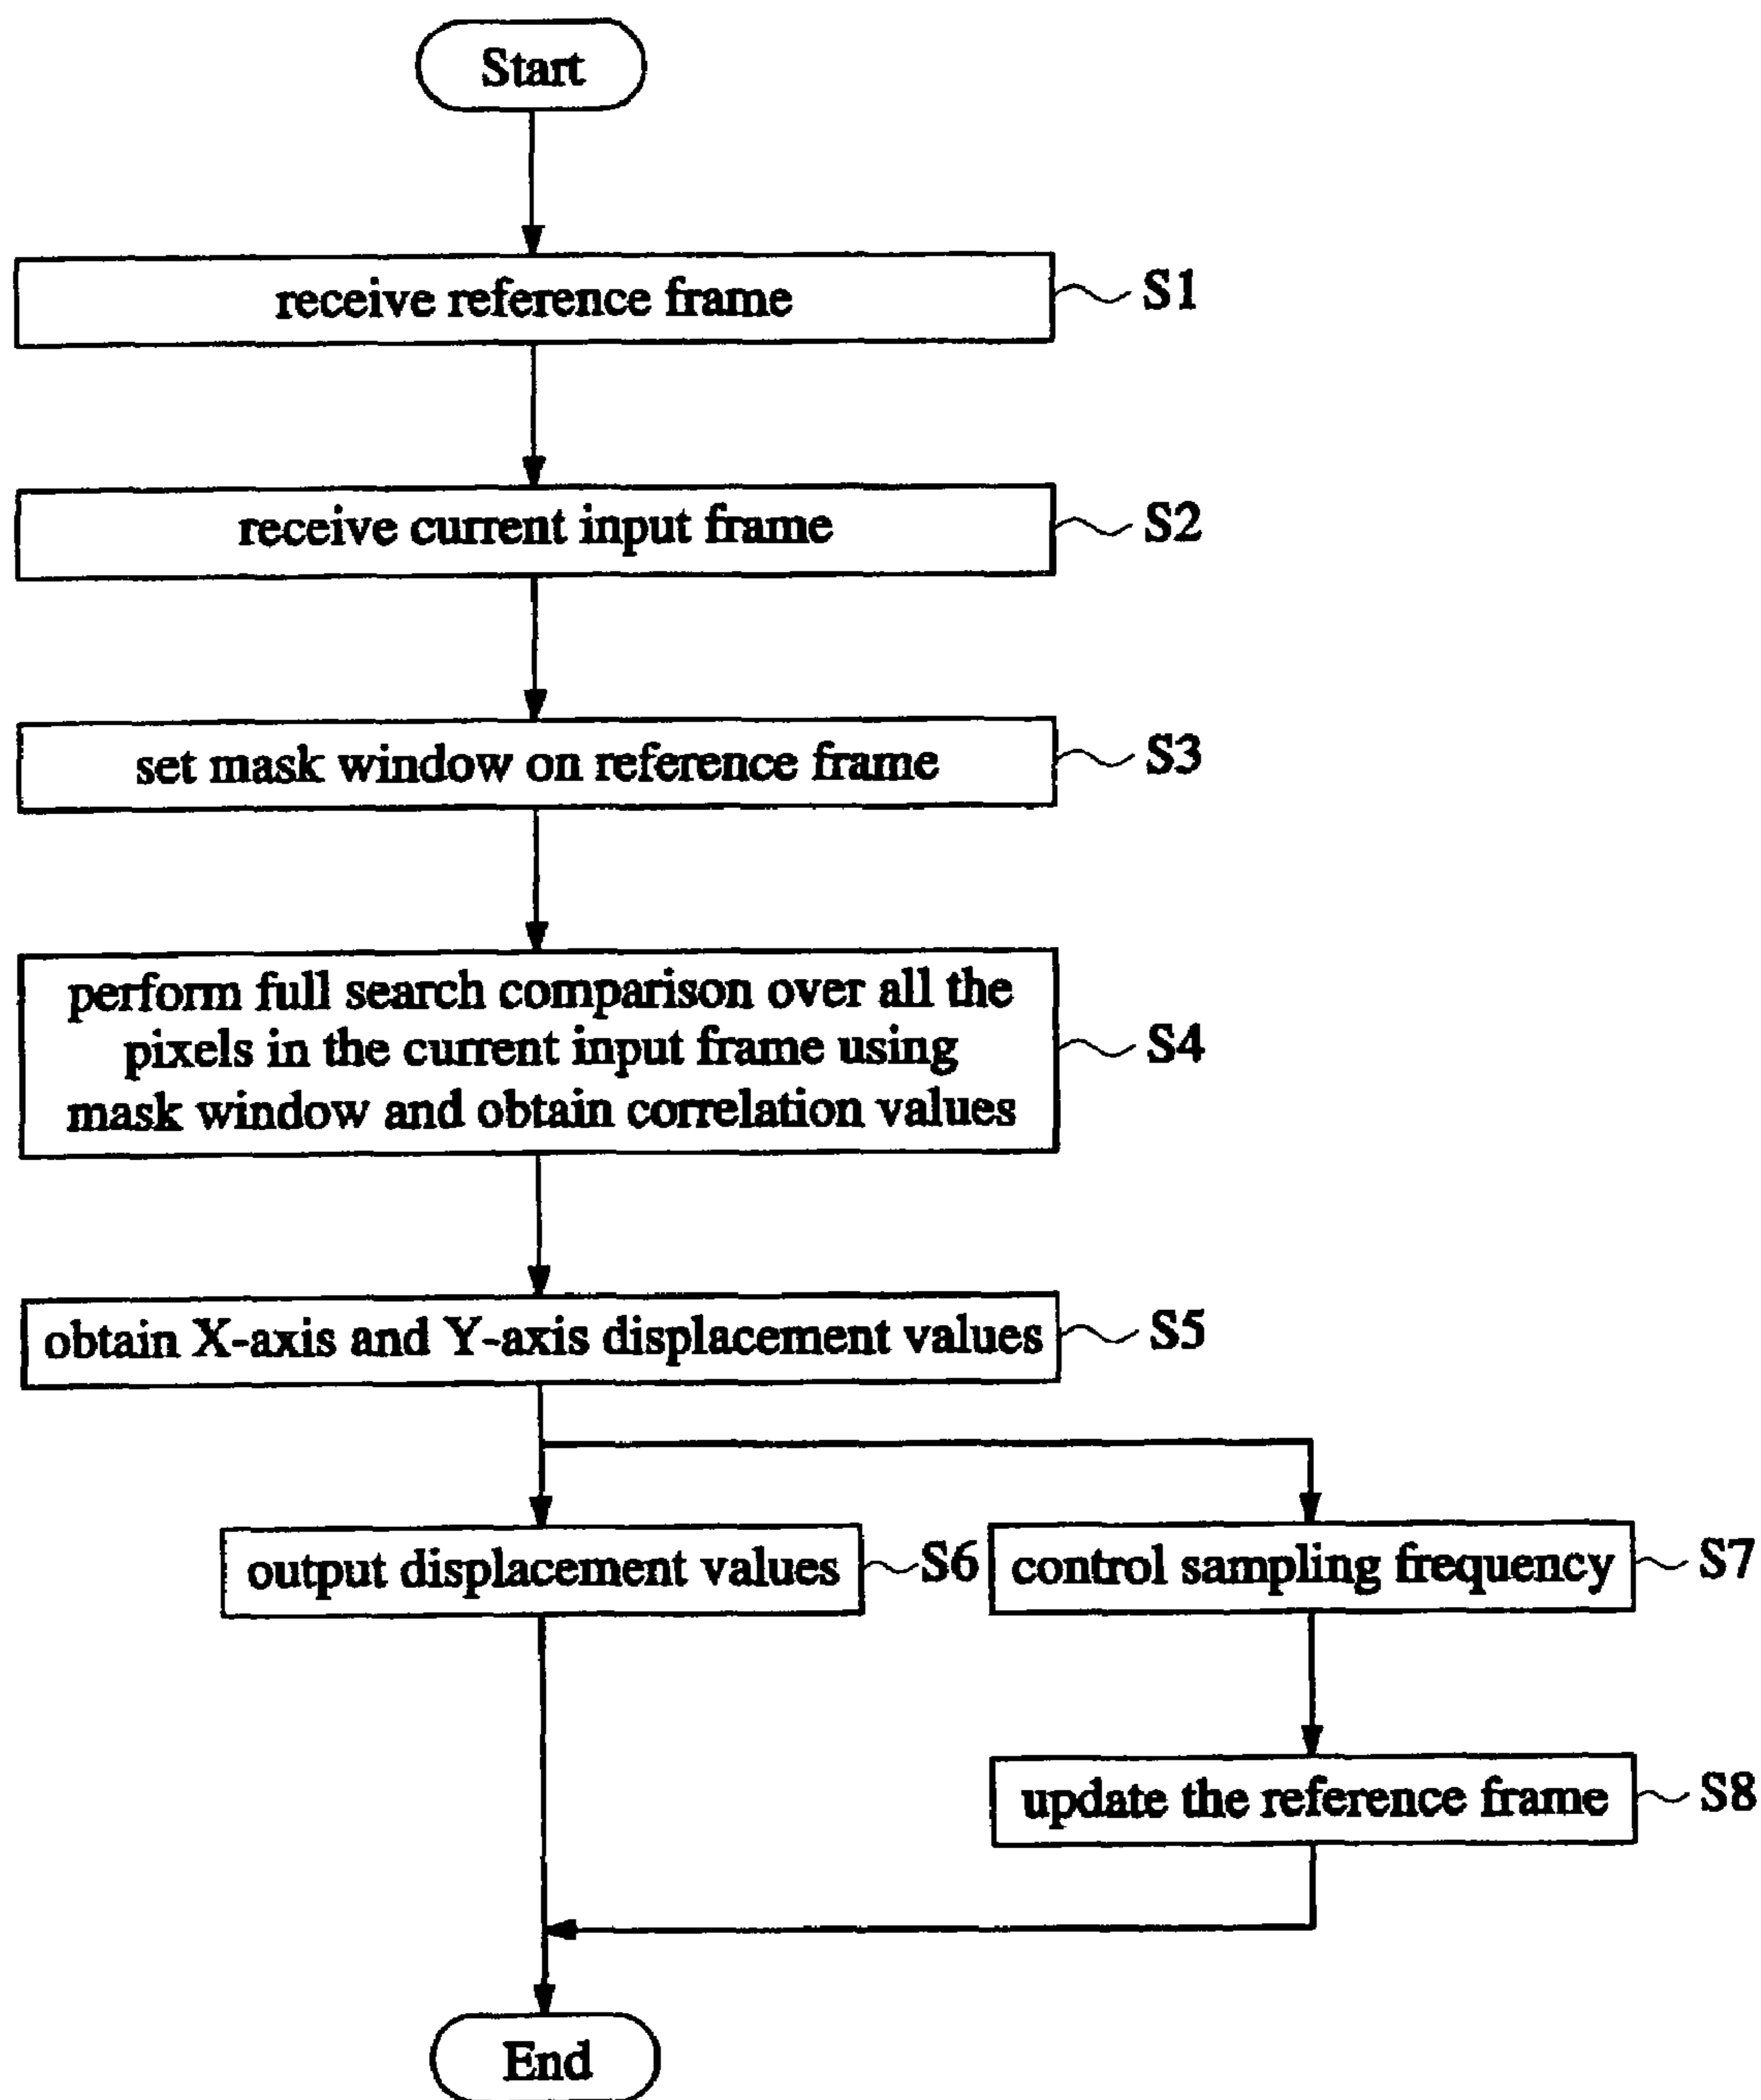 Start
receive reference frame
S1
receive current input frame
S2
set mask window on reference frame
S3
perform full search comparison over all the
pixels in the current input frame using
mask window and obtain correlation values
S4
obtain X-axis and Y-axis displacement values
S5
output displacement values
S6
control sampling frequency
S7
update the reference frame
S8
End